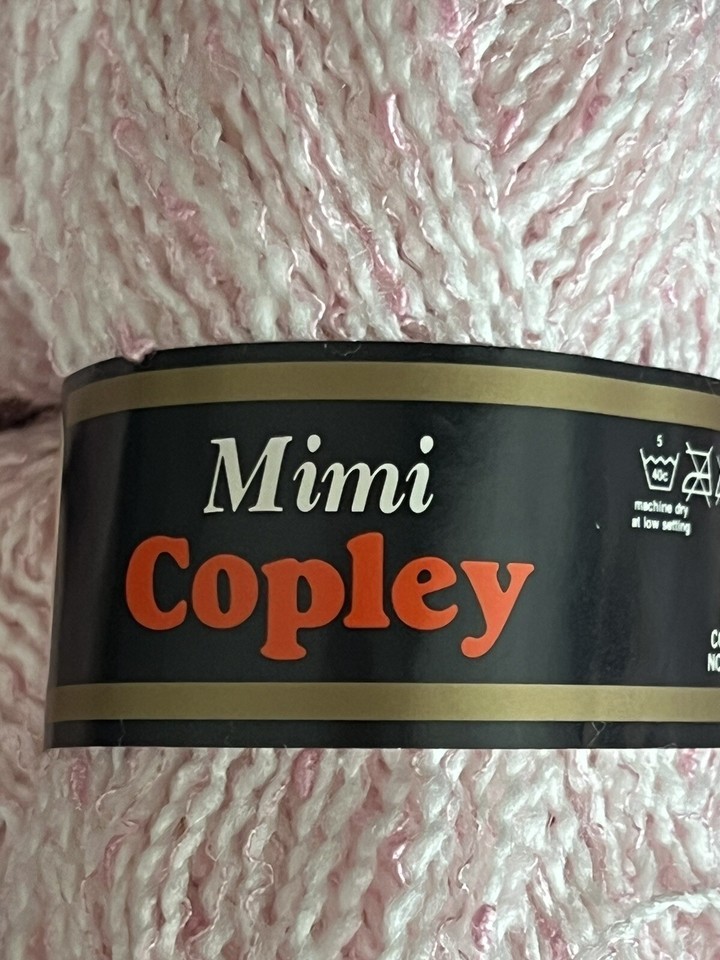 Mimi
Copley
5
40c
machine dry
at low setting